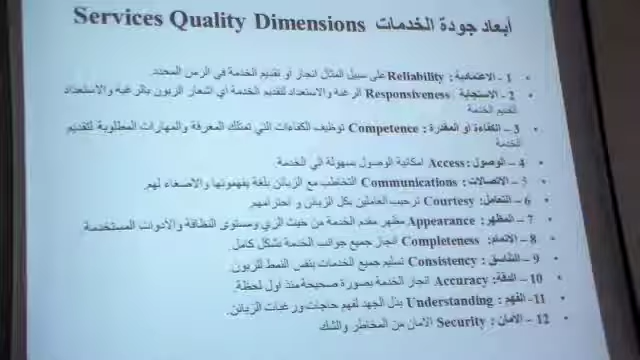 أبعاد جودة الخدمات Services Quality Dimensions
1 - الاعتمادية : Reliability على سبيل المثال انجاز او تقديم الخدمة في الزمن المحدد.
2 - الاستجابة : Responsiveness الرغبة والاستعداد لتقديم الخدمة اي اشعار الزبون بالرغبة والاستعداد
لتقديم الخدمة
3 - الكفاءة او المقدرة : Competence توظيف الكفاءات التي تمتلك المعرفة والمهارات المطلوبة لتقديم
الخدمة
4 - الوصول : Access امكانية الوصول بسهولة الى الخدمة.
5 - الاتصالات : Communications التخاطب مع الزبائن بلغة يفهمونها والاصغاء لهم
6 - التعامل: Courtesy ترحيب العاملين بكل الزبائن و احترامهم
7 - المظهر: Appearance مظهر مقدم الخدمة من حيث الزي ومستوى النظافة والأدوات المستخدمة
8 - الاتمام: Completeness انجاز جميع جوانب الخدمة بشكل كامل.
9 - التناسق : Consistency تسليم جميع الخدمات بنفس النمط للزبون.
10 - الدقة: Accuracy انجاز الخدمة بصورة صحيحة منذ اول لحظة.
11- الفهم : Understanding بذل الجهد لفهم حاجات ورغبات الزبائن.
12 - الامان : Security الامان من المخاطر والشك